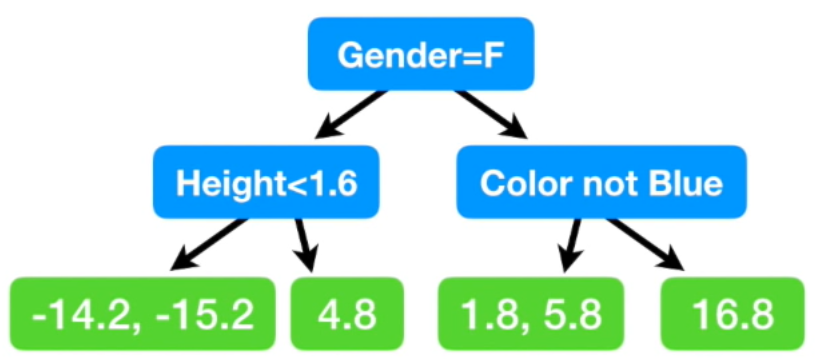 Gender=F
Height<1.6
Color not Blue
-14.2, -15.2
4.8
1.8, 5.8
16.8